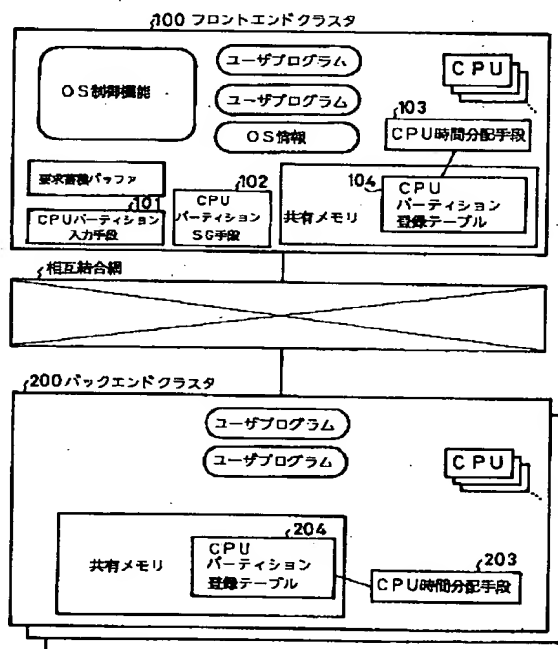 100 フロントエンドクラスタ
OS制御機能
ユーザプログラム
ユーザプログラム
OS情報
CPU
103
CPU時間分配手段
要求蓄積バッファ
101
CPUパーティション
入力手段
102
CPU
パーティション
SG手段
104
共有メモリ
CPU
パーティション
登録テーブル
相互結合網
200 バックエンドクラスタ
ユーザプログラム
ユーザプログラム
CPU
共有メモリ
204
CPU
パーティション
登録テーブル
203
CPU時間分配手段